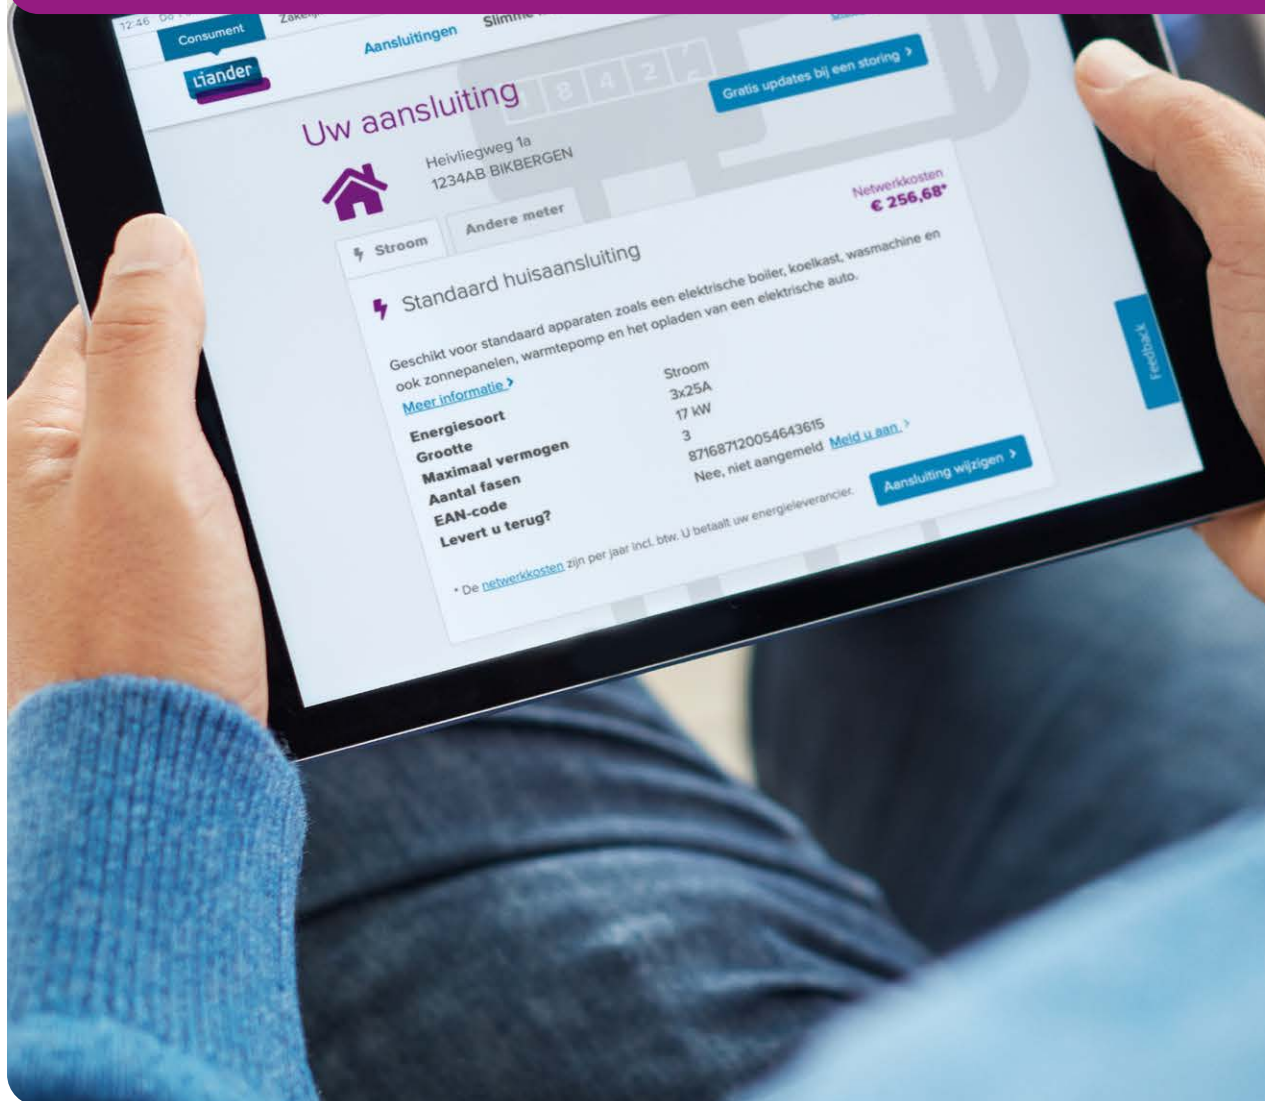 12:46
Consument
Liander
Aansluitingen
Uw aansluiting
Gratis updates bij een storing >
Heivliegweg 1a
1234AB BIKBERGEN
Stroom
Andere meter
Netwerkkosten
€ 256,68*
Standaard huisaansluiting
Geschikt voor standaard apparaten zoals een elektrische boiler, koelkast, wasmachine en
ook zonnepanelen, warmtepomp en het opladen van een elektrische auto.
Meer informatie >
Energiesoort Stroom
Grootte 3x25A
Maximaal vermogen 17 kW
Aantal fasen 3
EAN-code 871687120054643615
Levert u terug? Nee, niet aangemeld Meld u aan >
* De netwerkkosten zijn per jaar incl. btw. U betaalt uw energieleverancier.
Aansluiting wijzigen >
Feedback